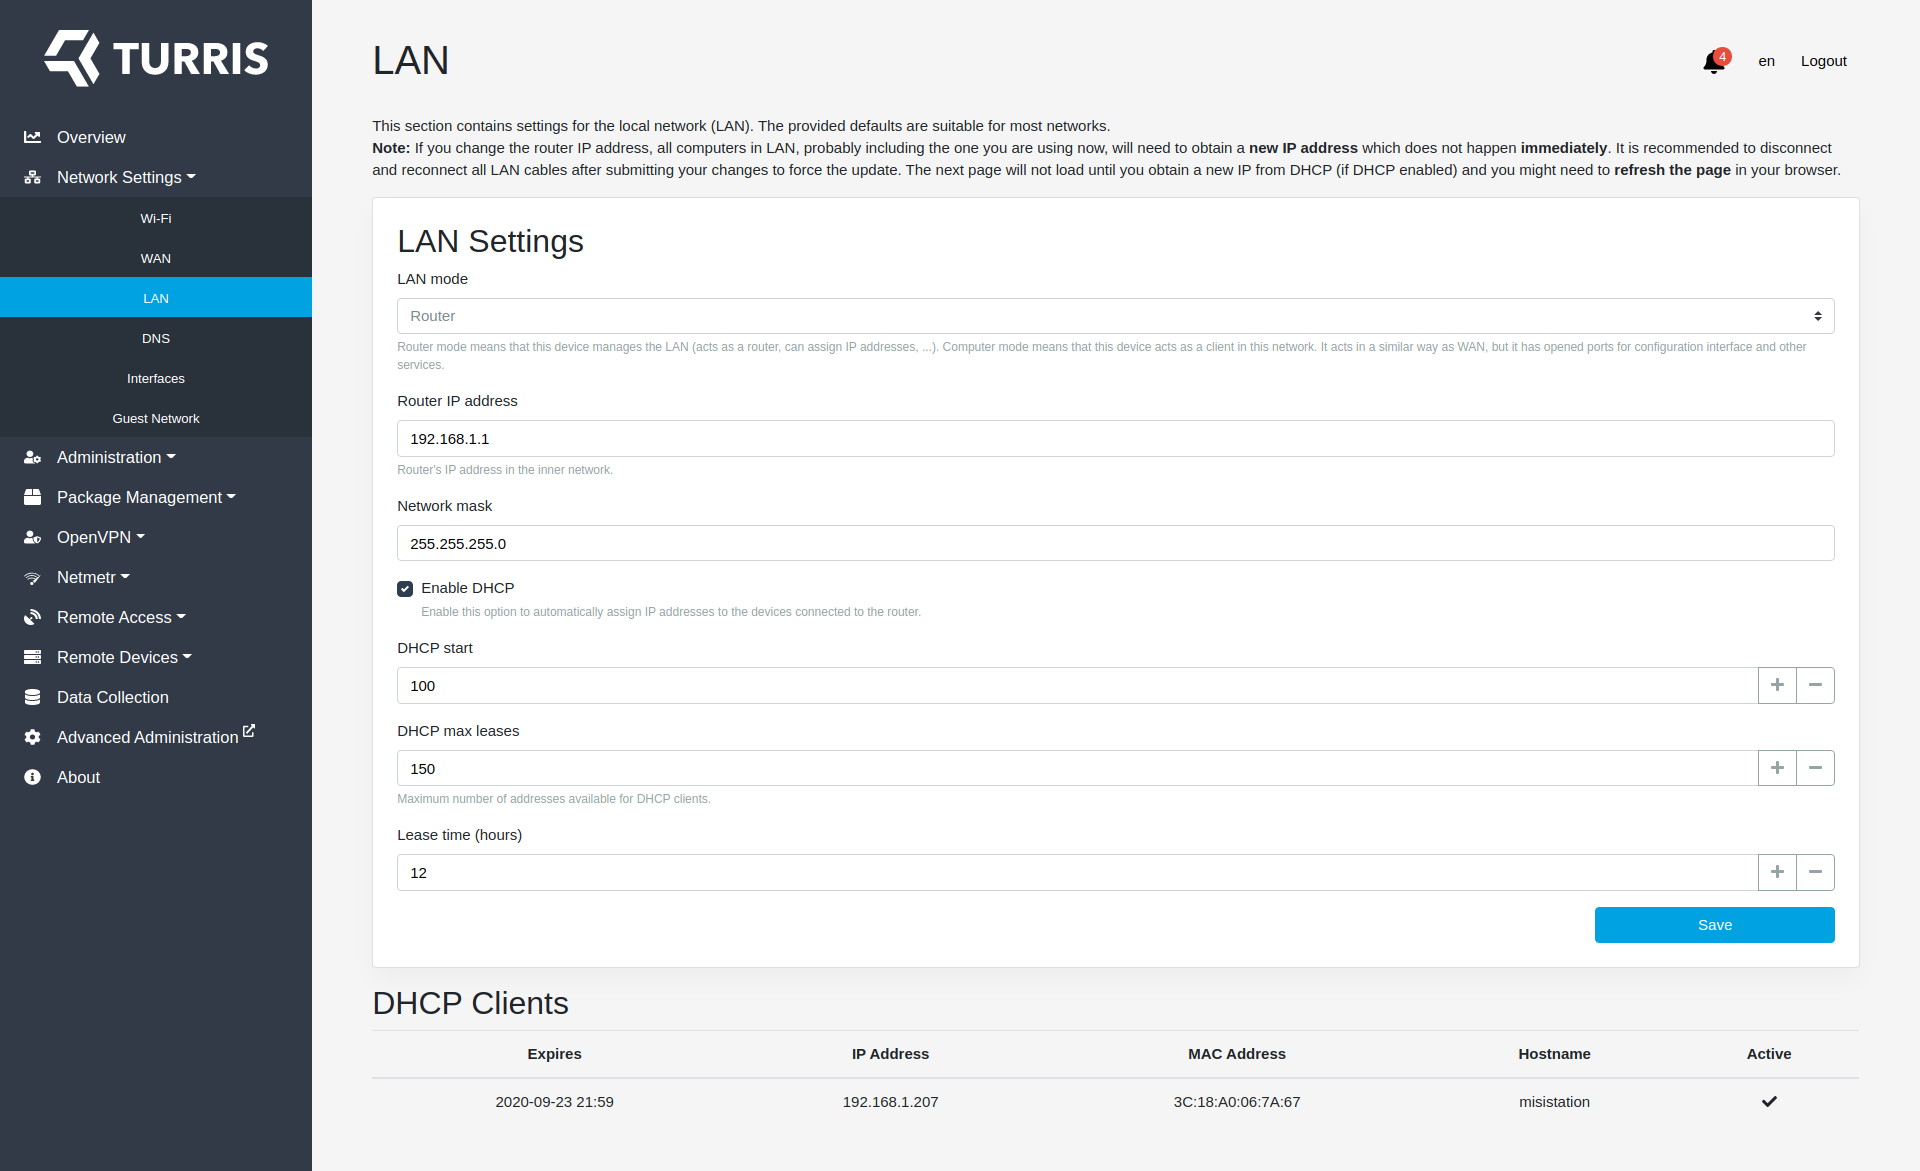 TURRIS
Overview
Network Settings
Wi-Fi
WAN
LAN
DNS
Interfaces
Guest Network
Administration
Package Management
OpenVPN
Netmetr
Remote Access
Remote Devices
Data Collection
Advanced Administration
About
LAN
4
en
Logout
This section contains settings for the local network (LAN). The provided defaults are suitable for most networks.
Note: If you change the router IP address, all computers in LAN, probably including the one you are using now, will need to obtain a new IP address which does not happen immediately. It is recommended to disconnect
and reconnect all LAN cables after submitting your changes to force the update. The next page will not load until you obtain a new IP from DHCP (if DHCP enabled) and you might need to refresh the page in your browser.
LAN Settings
LAN mode
Router
Router mode means that this device manages the LAN (acts as a router, can assign IP addresses, ...). Computer mode means that this device acts as a client in this network. It acts in a similar way as WAN, but it has opened ports for configuration interface and other
services.
Router IP address
192.168.1.1
Router's IP address in the inner network.
Network mask
255.255.255.0
Enable DHCP
Enable this option to automatically assign IP addresses to the devices connected to the router.
DHCP start
100
DHCP max leases
150
Maximum number of addresses available for DHCP clients.
Lease time (hours)
12
Save
DHCP Clients
Expires IP Address MAC Address Hostname Active
2020-09-23 21:59 192.168.1.207 3C:18:A0:06:7A:67 misistation